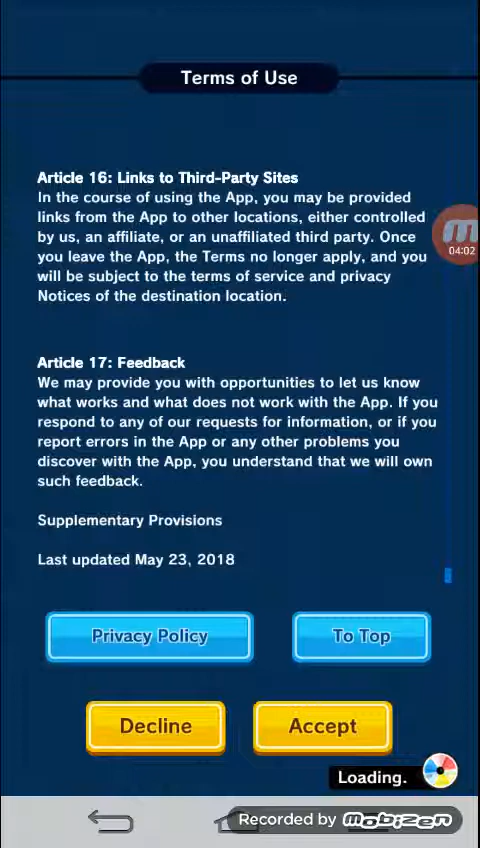 Terms of Use
Article 16: Links to Third-Party Sites
In the course of using the App, you may be provided
links from the App to other locations, either controlled
by us, an affiliate, or an unaffiliated third party. Once
you leave the App, the Terms no longer apply, and you
will be subject to the terms of service and privacy
Notices of the destination location.
04:02
Article 17: Feedback
We may provide you with opportunities to let us know
what works and what does not work with the App. If you
respond to any of our requests for information, or if you
report errors in the App or any other problems you
discover with the App, you understand that we will own
such feedback.
Supplementary Provisions
Last updated May 23, 2018
Privacy Policy
To Top
Decline
Accept
Loading.
Recorded by Mobizen